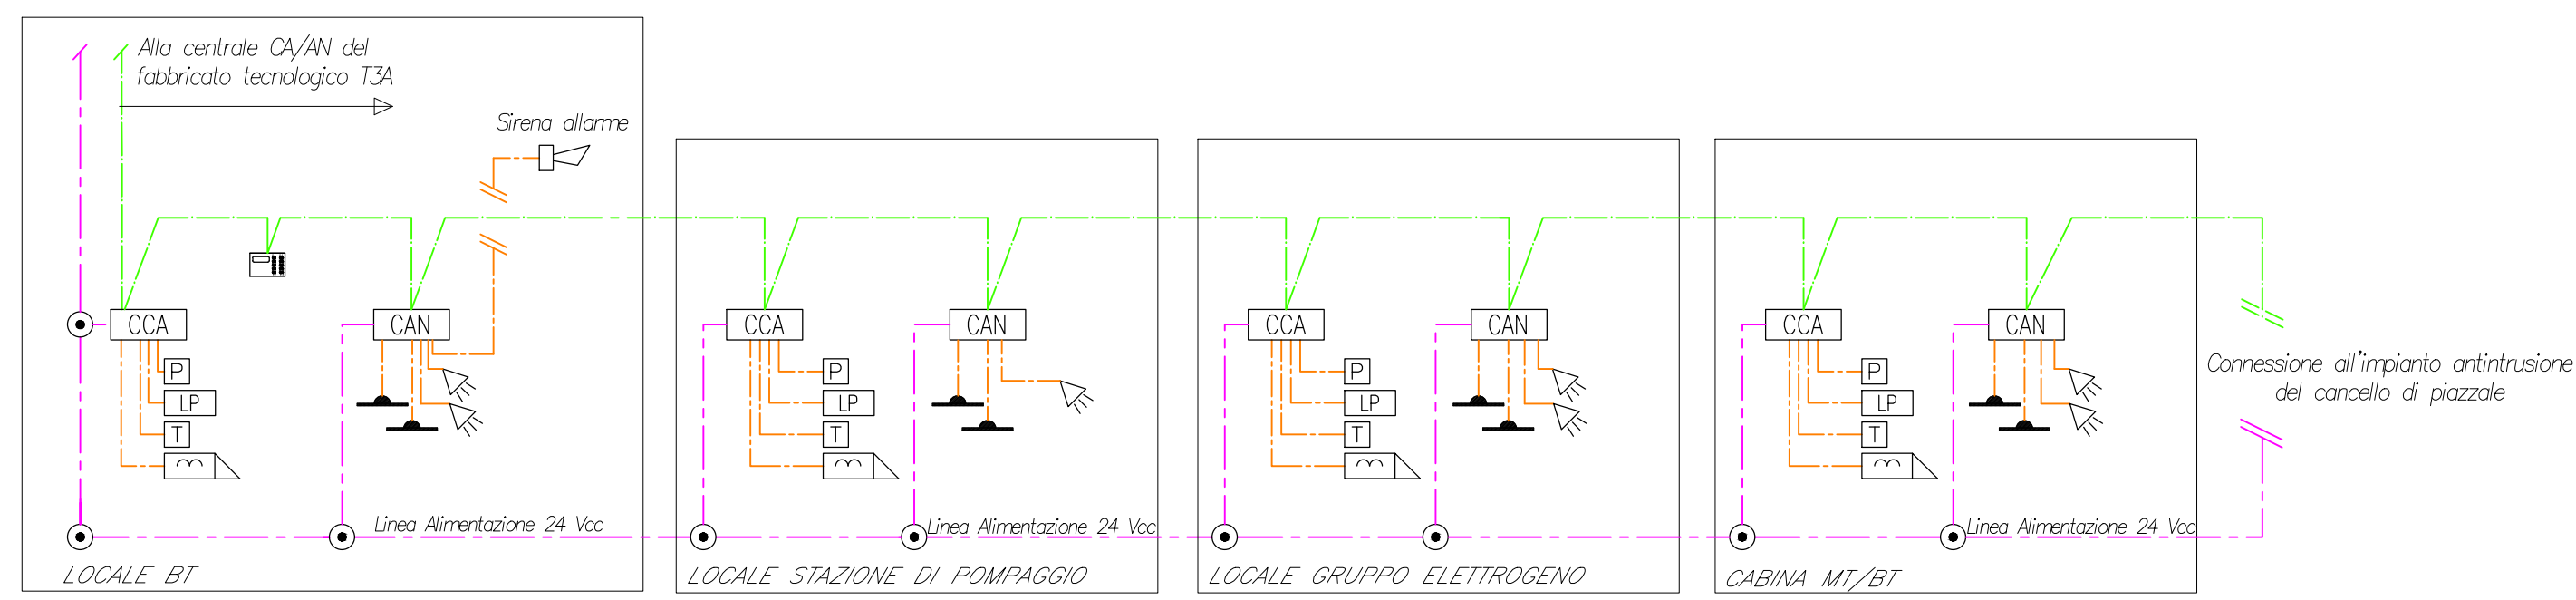 Alla centrale CA/AN del
fabbricato tecnologico T3A
Sirena allarme
CCA
CAN
P
LP
T
Linea Alimentazione 24 Vcc
LOCALE BT
CCA
CAN
P
LP
T
Linea Alimentazione 24 Vcc
LOCALE STAZIONE DI POMPAGGIO
CCA
CAN
P
LP
T
LOCALE GRUPPO ELETTROGENO
CCA
CAN
P
LP
T
Linea Alimentazione 24 Vcc
CABINA MT/BT
Connessione all'impianto antintrusione
del cancello di piazzale